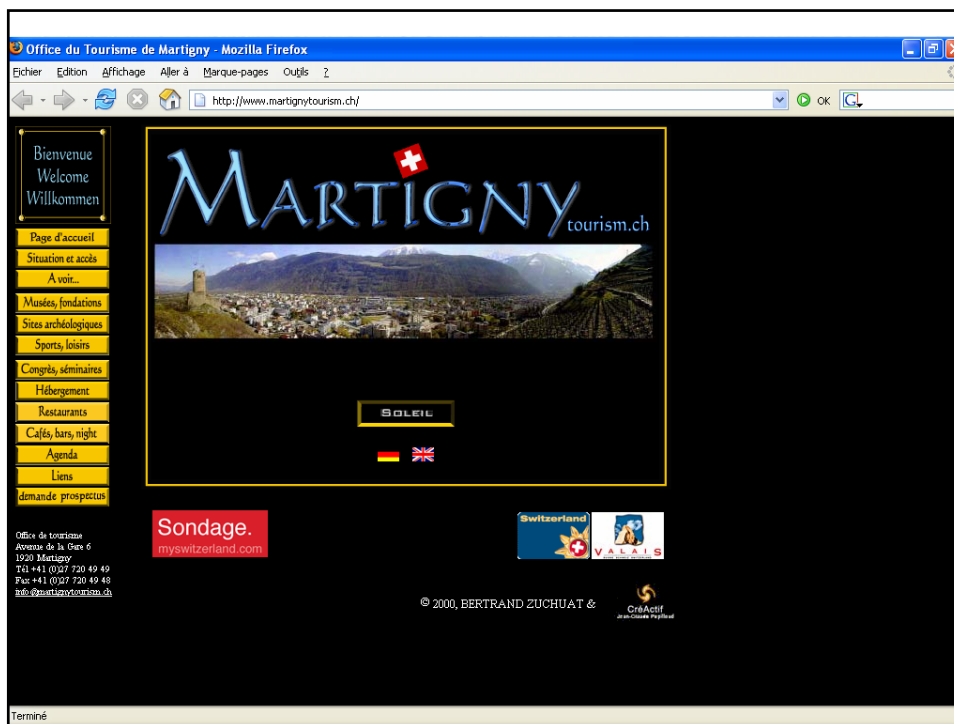 Office du Tourisme de Martigny - Mozilla Firefox
Fichier Edition Affichage Aller à Marque-pages Outils ?
http://www.martignytourism.ch/
OK
G
Bienvenue
Welcome
Willkommen
Page d'accueil
Situation et accès
A voir...
Musées, fondations
Sites archéologiques
Sports, loisirs
Congrès, séminaires
Hébergement
Restaurants
Cafés, bars, night
Agenda
Liens
demande prospectus
Office de tourisme
Avenue de la Gare 6
1920 Martigny
Tél +41 (0)27 720 49 49
Fax +41 (0)27 720 49 48
info@martignytourism.ch
MARTIGNY
tourism.ch
SOLEIL
Sondage.
myswitzerland.com
Switzerland
VALAIS
© 2000, BERTRAND ZUCHUAT &
CréActif
Jean-Claude Papilloud
Terminé